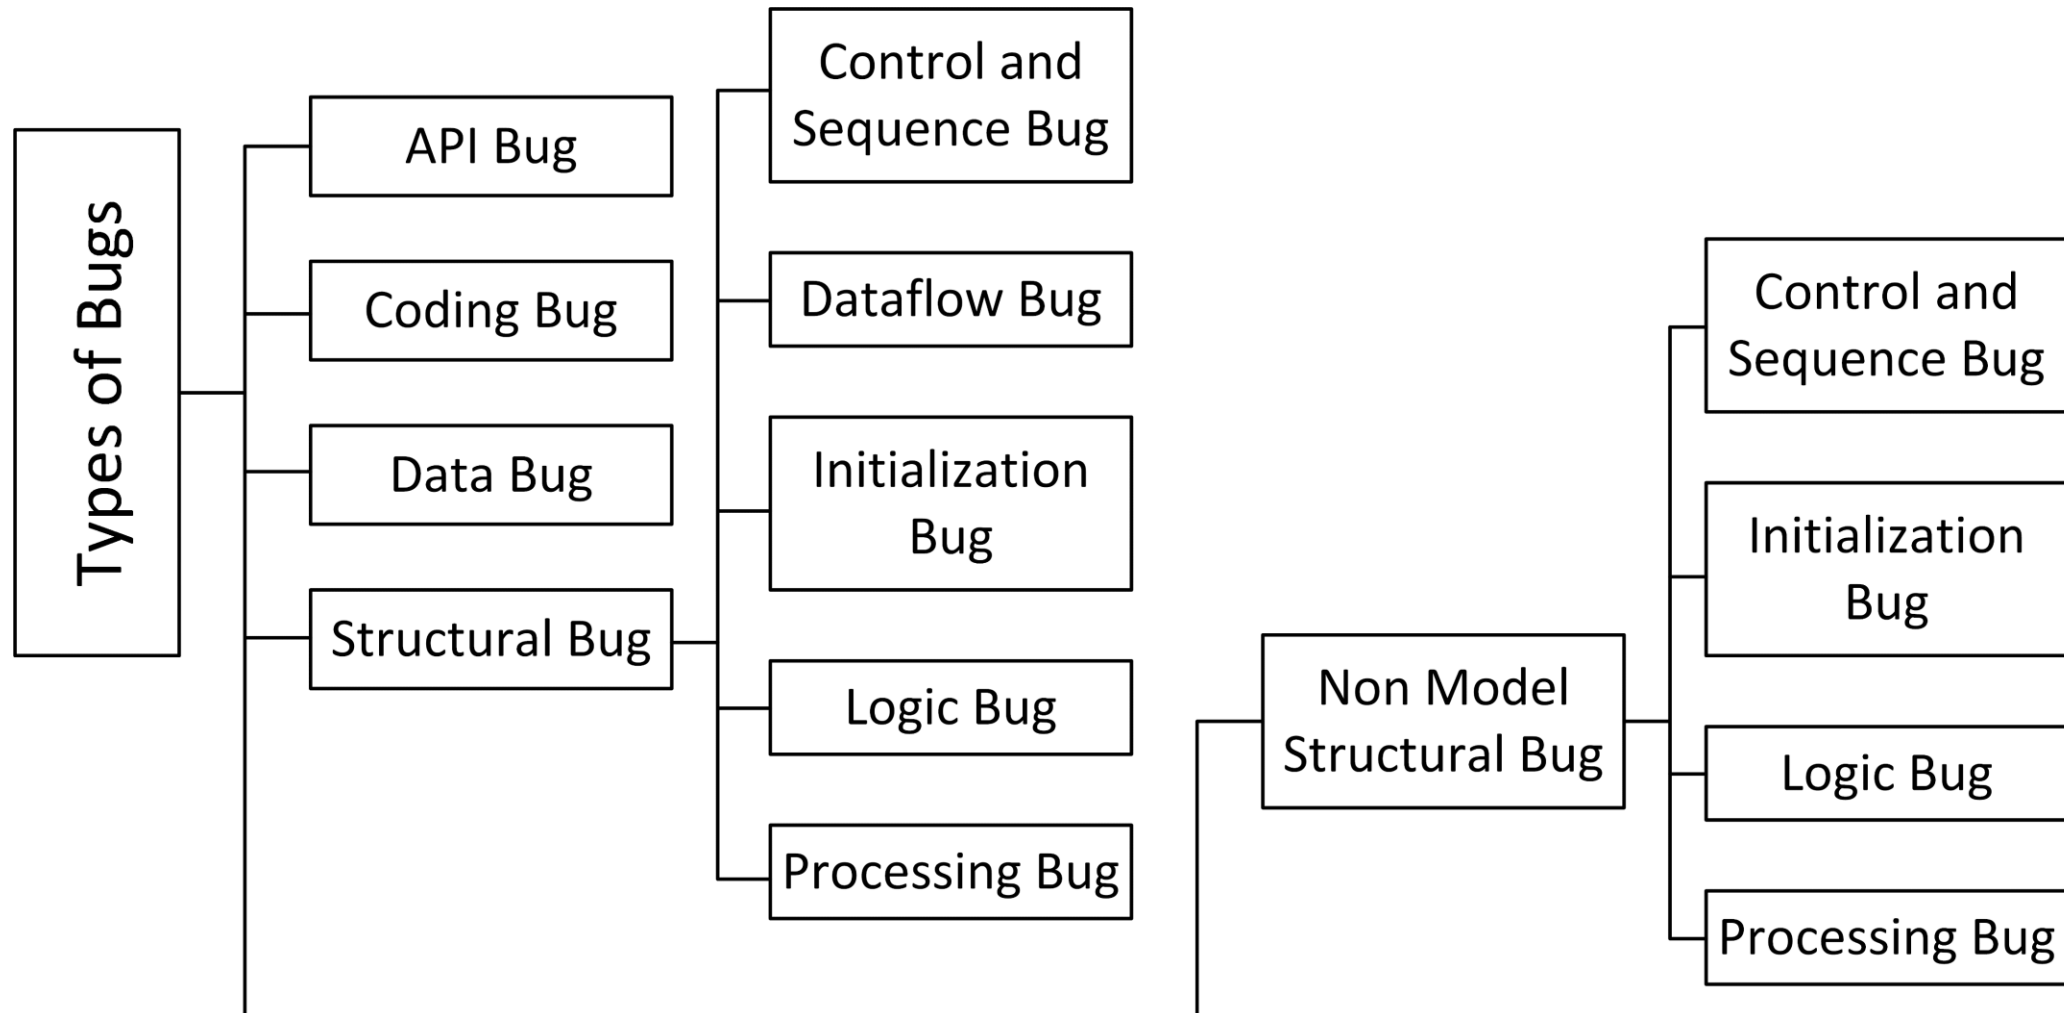 Types of Bugs
API Bug
Coding Bug
Data Bug
Structural Bug
Control and
Sequence Bug
Dataflow Bug
Initialization
Bug
Logic Bug
Processing Bug
Non Model
Structural Bug
Control and
Sequence Bug
Initialization
Bug
Logic Bug
Processing Bug